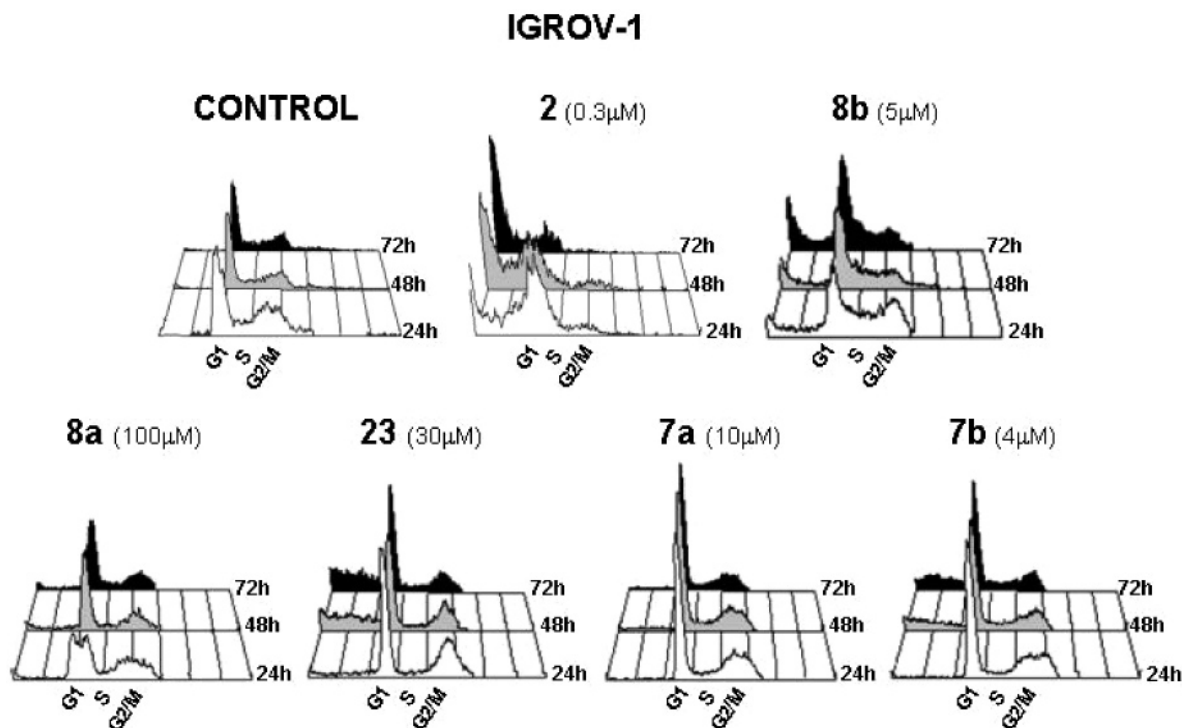 IGROV-1
CONTROL
2 (0.3μM)
8b (5μM)
72h
48h
24h
G1
S
G2/M
72h
48h
24h
G1
S
G2/M
72h
48h
24h
G1
S
G2/M
8a (100μM)
23 (30μM)
7a (10μM)
7b (4μM)
72h
48h
24h
G1
S
G2/M
72h
48h
24h
G1
S
G2/M
72h
48h
24h
G1
S
G2/M
72h
48h
24h
G1
S
G2/M